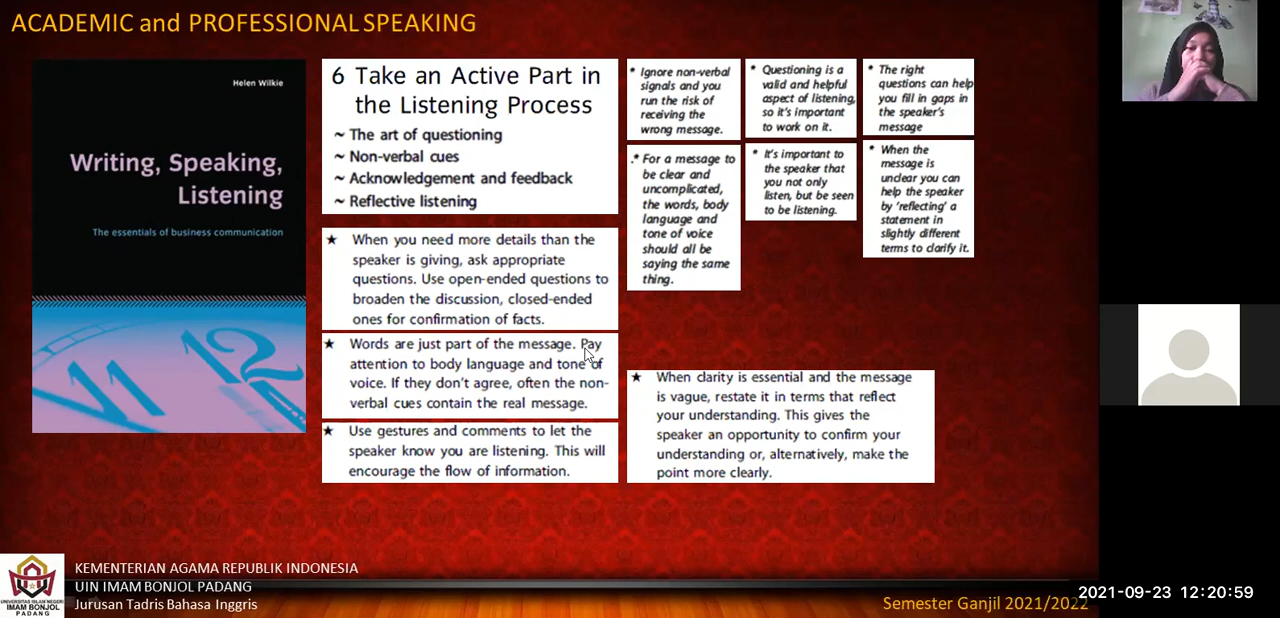 ACADEMIC and PROFESSIONAL SPEAKING
Helen Wilkie
Writing, Speaking,
Listening
The essentials of business communication
11
12
6 Take an Active Part in
the Listening Process
~ The art of questioning
~ Non-verbal cues
~ Acknowledgement and feedback
~ Reflective listening
★ When you need more details than the
speaker is giving, ask appropriate
questions. Use open-ended questions to
broaden the discussion, closed-ended
ones for confirmation of facts.
★ Words are just part of the message. Pay
attention to body language and tone of
voice. If they don't agree, often the non-
verbal cues contain the real message.
★ Use gestures and comments to let the
speaker know you are listening. This will
encourage the flow of information.
* Ignore non-verbal
signals and you
run the risk of
receiving the
wrong message.
.* For a message to
be clear and
uncomplicated,
the words, body
language and
tone of voice
should all be
saying the same
thing.
* Questioning is a
valid and helpful
aspect of listening,
so it's important
to work on it.
* It's important to
the speaker that
you not only
listen, but be seen
to be listening.
* The right
questions can help
you fill in gaps in
the speaker's
message
* When the
message is
unclear you can
help the speaker
by 'reflecting' a
statement in
slightly different
terms to clarify it.
★ When clarity is essential and the message
is vague, restate it in terms that reflect
your understanding. This gives the
speaker an opportunity to confirm your
understanding or, alternatively, make the
point more clearly.
UNIVERSITAS ISLAM NEGERI
IMAM BONJOL
PADANG
KEMENTERIAN AGAMA REPUBLIK INDONESIA
UIN IMAM BONJOL PADANG
Jurusan Tadris Bahasa Inggris
Semester Ganjil 2021/2022
2021-09-23 12:20:59